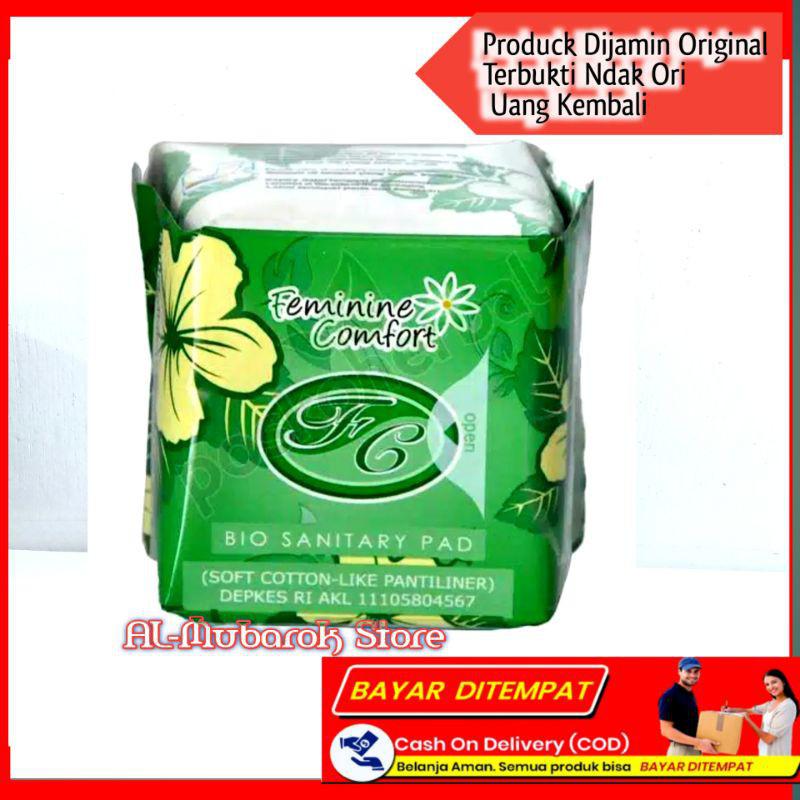 Produck Dijamin Original
Terbukti Ndak Ori
Uang Kembali
Feminine
Comfort
FC
open
BIO SANITARY PAD
(SOFT COTTON-LIKE PANTILINER)
DEPKES RI AKL 11105804567
AL-Mubarok Store
BAYAR DITEMPAT
Cash On Delivery (COD)
Belanja Aman. Semua produk bisa BAYAR DITEMPAT